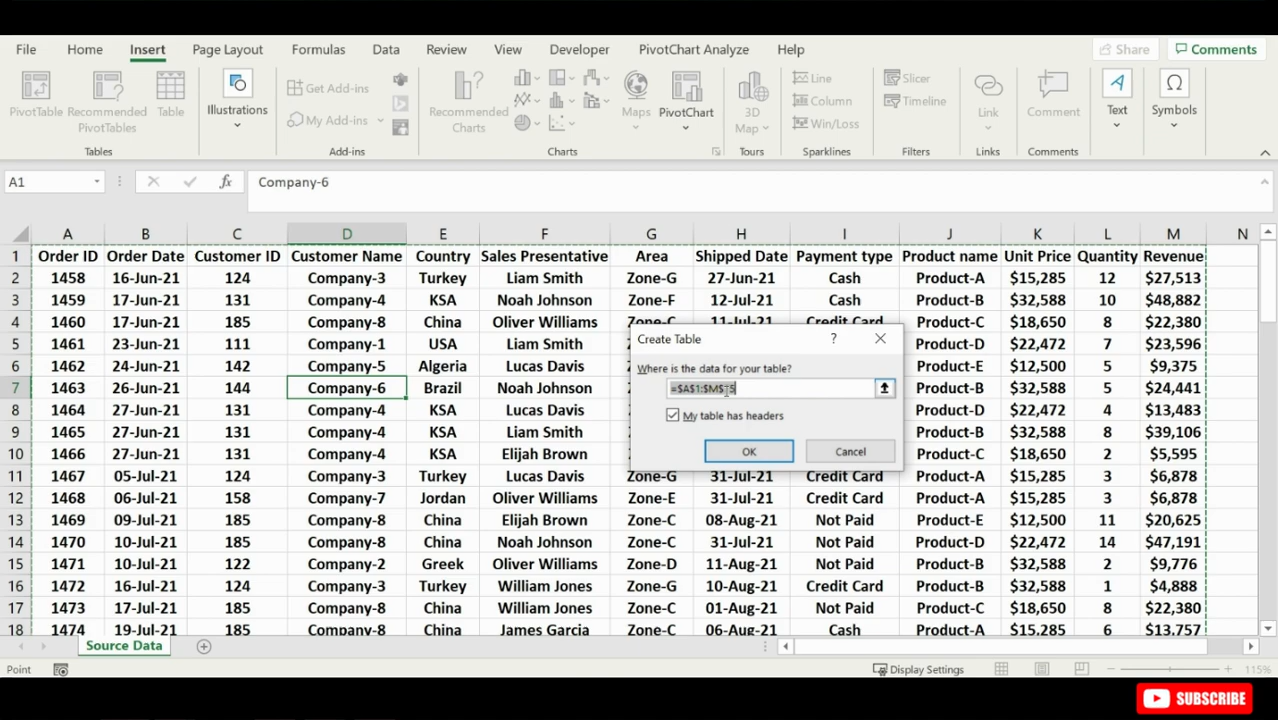 File Home Insert Page Layout Formulas Data Review View Developer PivotChart Analyze Help Share Comments
PivotTable Recommended PivotTables Table Illustrations Get Add-ins My Add-ins Recommended Charts Maps PivotChart 3D Map Line Column Win/Loss Slicer Timeline Link Comment Text Symbols
Tables Add-ins Charts Tours Sparklines Filters Links Comments
A1 fx Company-6
A B C D E F G H I J K L M N
1 Order ID Order Date Customer ID Customer Name Country Sales Presentative Area Shipped Date Payment type Product name Unit Price Quantity Revenue
2 1458 16-Jun-21 124 Company-3 Turkey Liam Smith Zone-G 27-Jun-21 Cash Product-A $15,285 12 $27,513
3 1459 17-Jun-21 131 Company-4 KSA Noah Johnson Zone-F 12-Jul-21 Cash Product-B $32,588 10 $48,882
4 1460 17-Jun-21 185 Company-8 China Oliver Williams Zone-C 11-Jul-21 Credit Card Product-C $18,650 8 $22,380
5 1461 23-Jun-21 111 Company-1 USA Liam Smith Product-D $22,472 7 $23,596
6 1462 24-Jun-21 142 Company-5 Algeria Lucas Davis Product-E $12,500 5 $9,375
7 1463 26-Jun-21 144 Company-6 Brazil Noah Johnson Product-B $32,588 5 $24,441
8 1464 27-Jun-21 131 Company-4 KSA Lucas Davis Product-D $22,472 4 $13,483
9 1465 27-Jun-21 131 Company-4 KSA Liam Smith Product-B $32,588 8 $39,106
10 1466 27-Jun-21 131 Company-4 KSA Elijah Brown Product-C $18,650 2 $5,595
11 1467 05-Jul-21 124 Company-3 Turkey Lucas Davis Zone-G 31-Jul-21 Credit Card Product-A $15,285 3 $6,878
12 1468 06-Jul-21 158 Company-7 Jordan Oliver Williams Zone-E 31-Jul-21 Credit Card Product-A $15,285 3 $6,878
13 1469 09-Jul-21 185 Company-8 China Elijah Brown Zone-C 08-Aug-21 Not Paid Product-E $12,500 11 $20,625
14 1470 10-Jul-21 185 Company-8 China Noah Johnson Zone-C 31-Jul-21 Not Paid Product-D $22,472 14 $47,191
15 1471 10-Jul-21 122 Company-2 Greek Oliver Williams Zone-D 11-Aug-21 Not Paid Product-B $32,588 2 $9,776
16 1472 16-Jul-21 124 Company-3 Turkey William Jones Zone-G 10-Aug-21 Credit Card Product-B $32,588 1 $4,888
17 1473 17-Jul-21 185 Company-8 China William Jones Zone-C 01-Aug-21 Not Paid Product-C $18,650 8 $22,380
18 1474 19-Jul-21 185 Company-8 China James Garcia Zone-C 06-Aug-21 Cash Product-A $15,285 6 $13,757
Create Table ?
Where is the data for your table?
My table has headers
OK Cancel
Source Data
Point Display Settings 115%
SUBSCRIBE